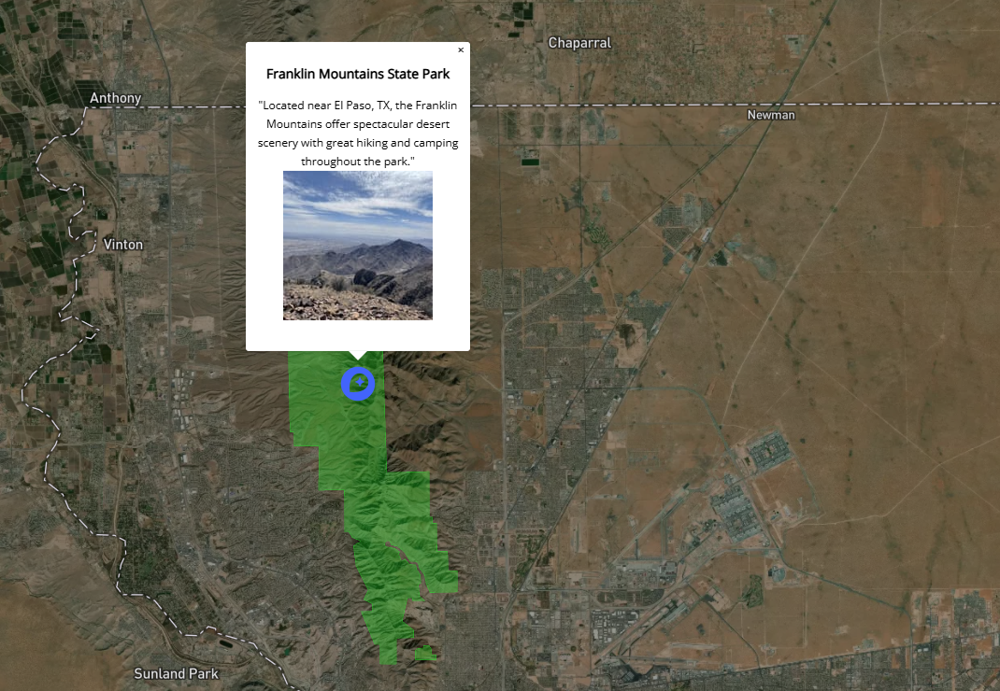 Chaparral
×
Franklin Mountains State Park
Anthony
"Located near El Paso, TX, the Franklin
Mountains offer spectacular desert
scenery with great hiking and camping
throughout the park."
Newman
Vinton
Sunland Park